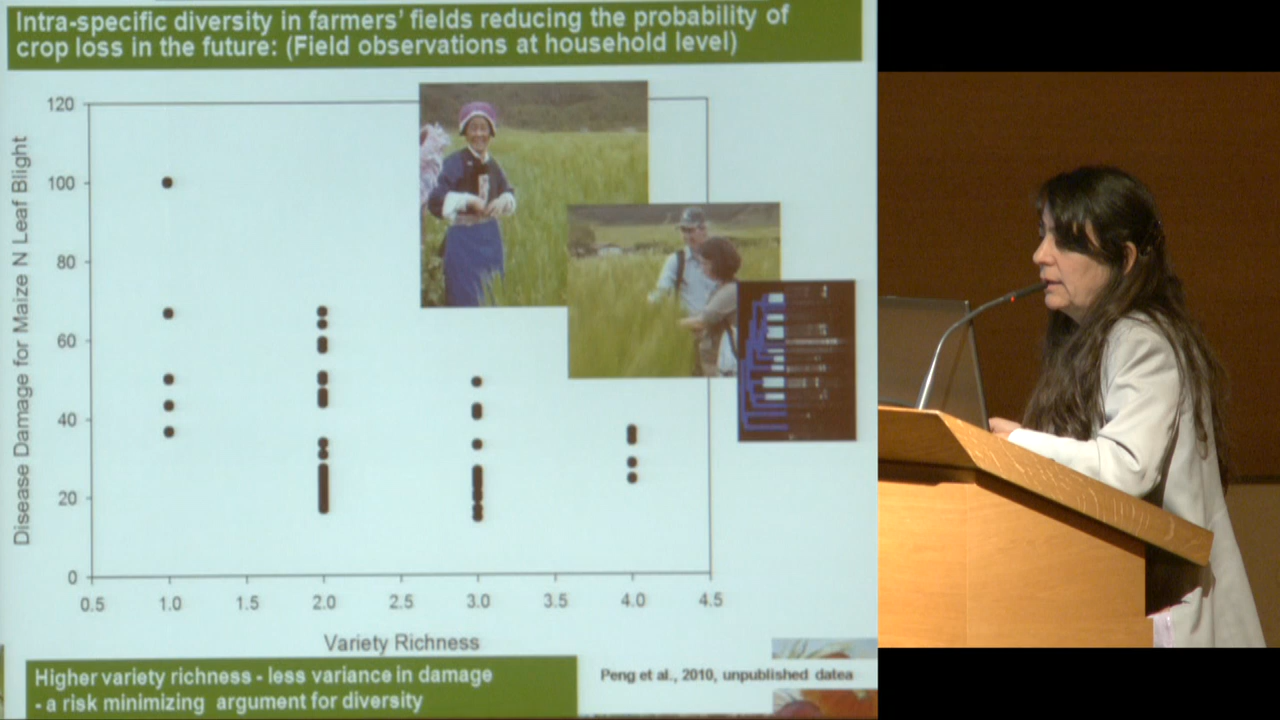 Intra-specific diversity in farmers' fields reducing the probability of
crop loss in the future: (Field observations at household level)
Disease Damage for Maize N Leaf Blight
120
100
80
60
40
20
0
0.5 1.0 1.5 2.0 2.5 3.0 3.5 4.0 4.5
Variety Richness
Higher variety richness - less variance in damage
- a risk minimizing argument for diversity
Peng et al., 2010, unpublished datea